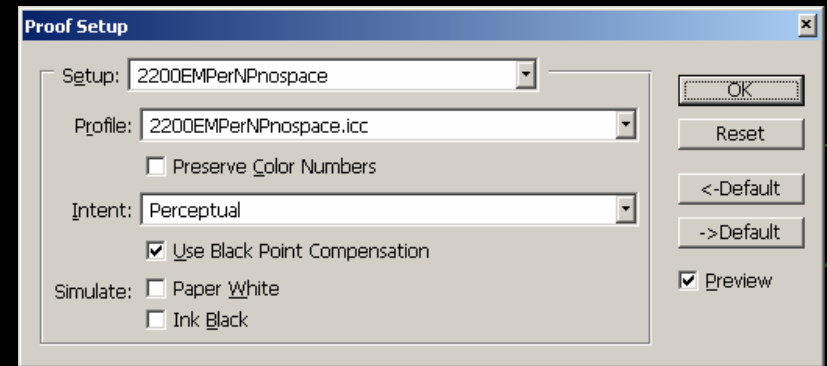 Proof Setup
Setup: 2200EMPerNPnospace
OK
Profile: 2200EMPerNPnospace.icc
Reset
Preserve Color Numbers
<-Default
Intent: Perceptual
->Default
Use Black Point Compensation
Preview
Simulate: Paper White
Ink Black